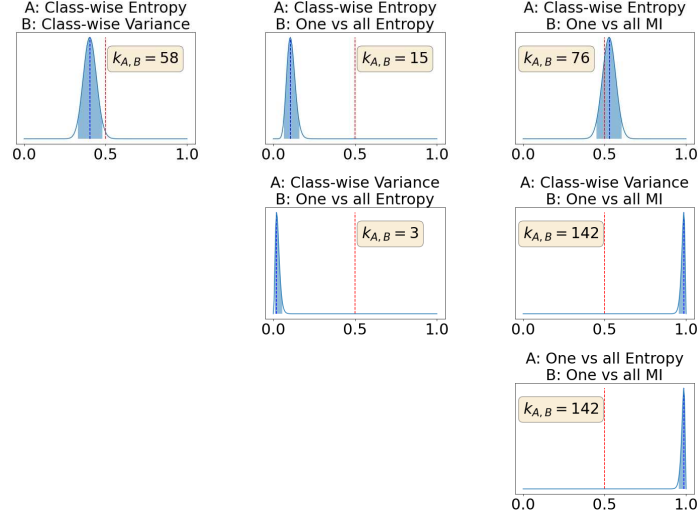 A: Class-wise Entropy
B: Class-wise Variance
k_{A, B} = 58
0.0 0.5 1.0
A: Class-wise Entropy
B: One vs all Entropy
k_{A, B} = 15
0.0 0.5 1.0
A: Class-wise Entropy
B: One vs all MI
k_{A, B} = 76
0.0 0.5 1.0
A: Class-wise Variance
B: One vs all Entropy
k_{A, B} = 3
0.0 0.5 1.0
A: Class-wise Variance
B: One vs all MI
k_{A, B} = 142
0.0 0.5 1.0
A: One vs all Entropy
B: One vs all MI
k_{A, B} = 142
0.0 0.5 1.0